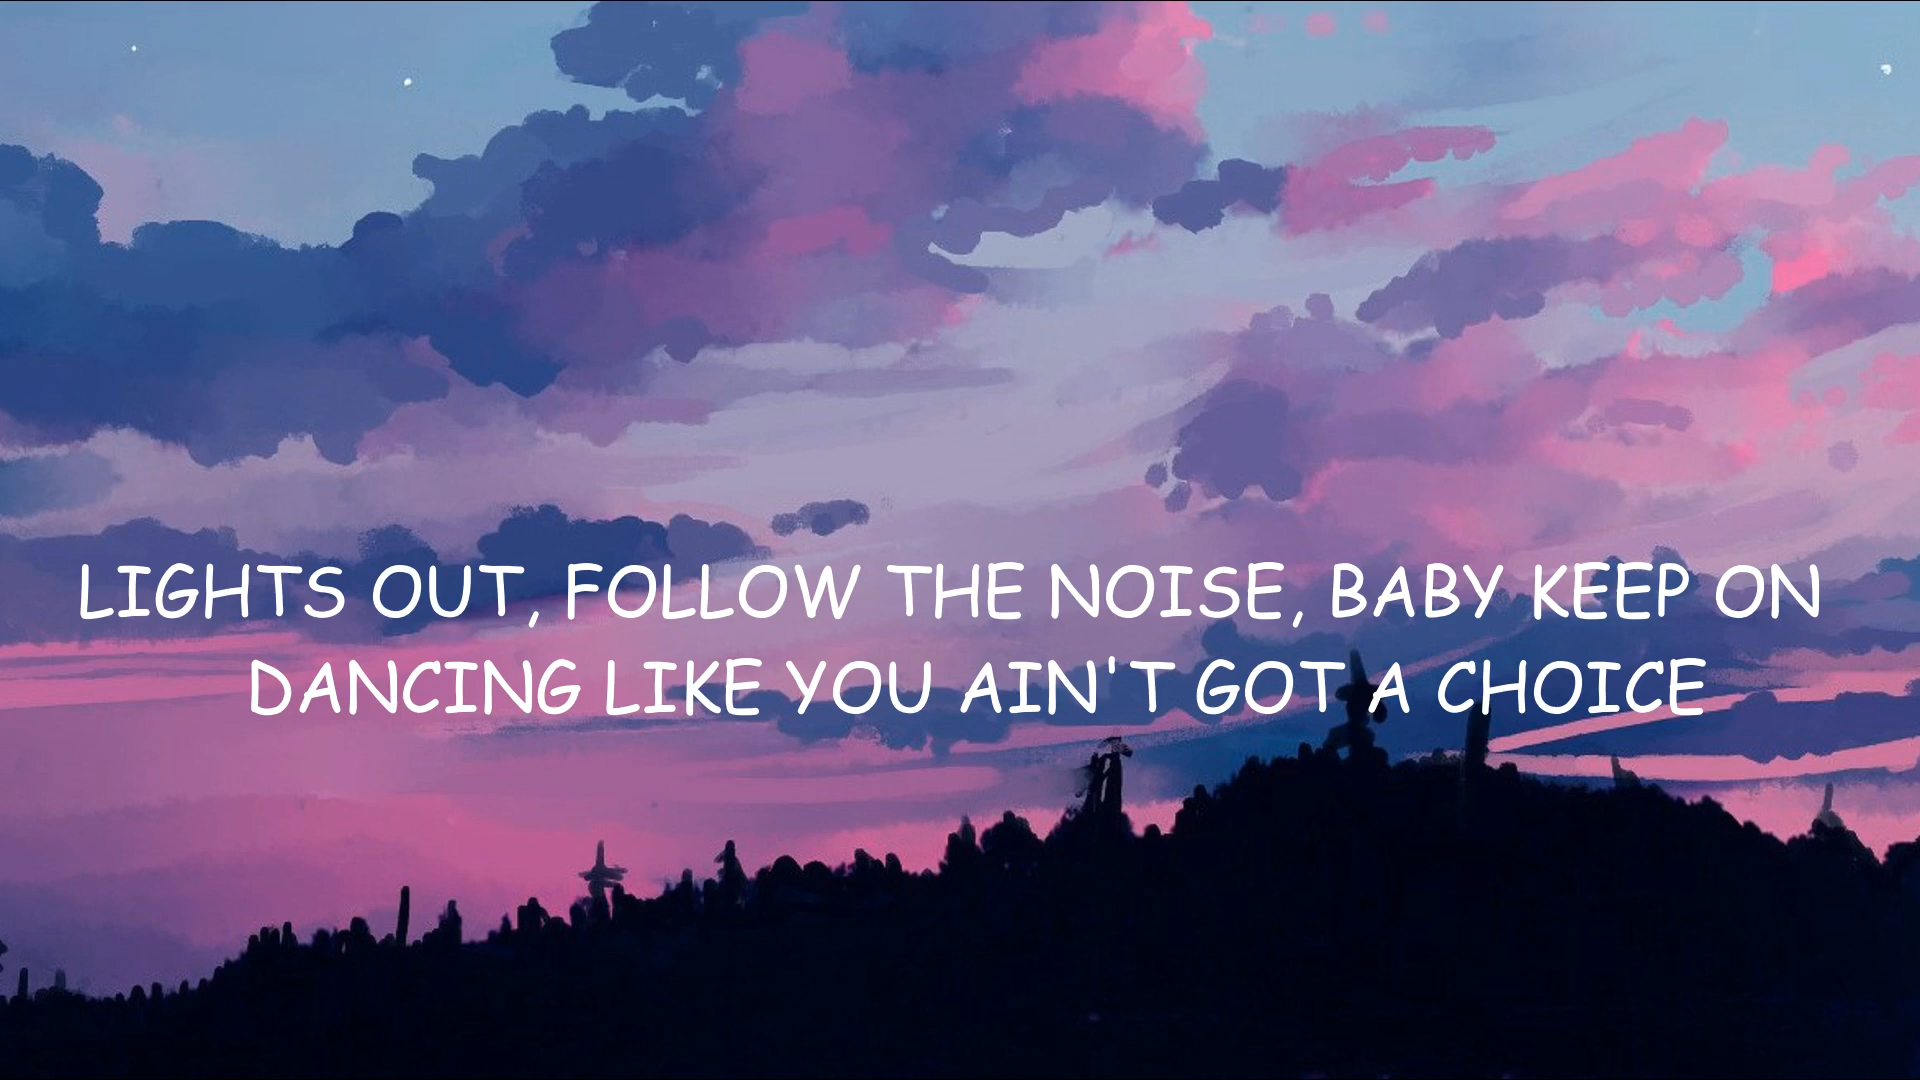 LIGHTS OUT, FOLLOW THE NOISE, BABY KEEP ON
DANCING LIKE YOU AIN'T GOT A CHOICE